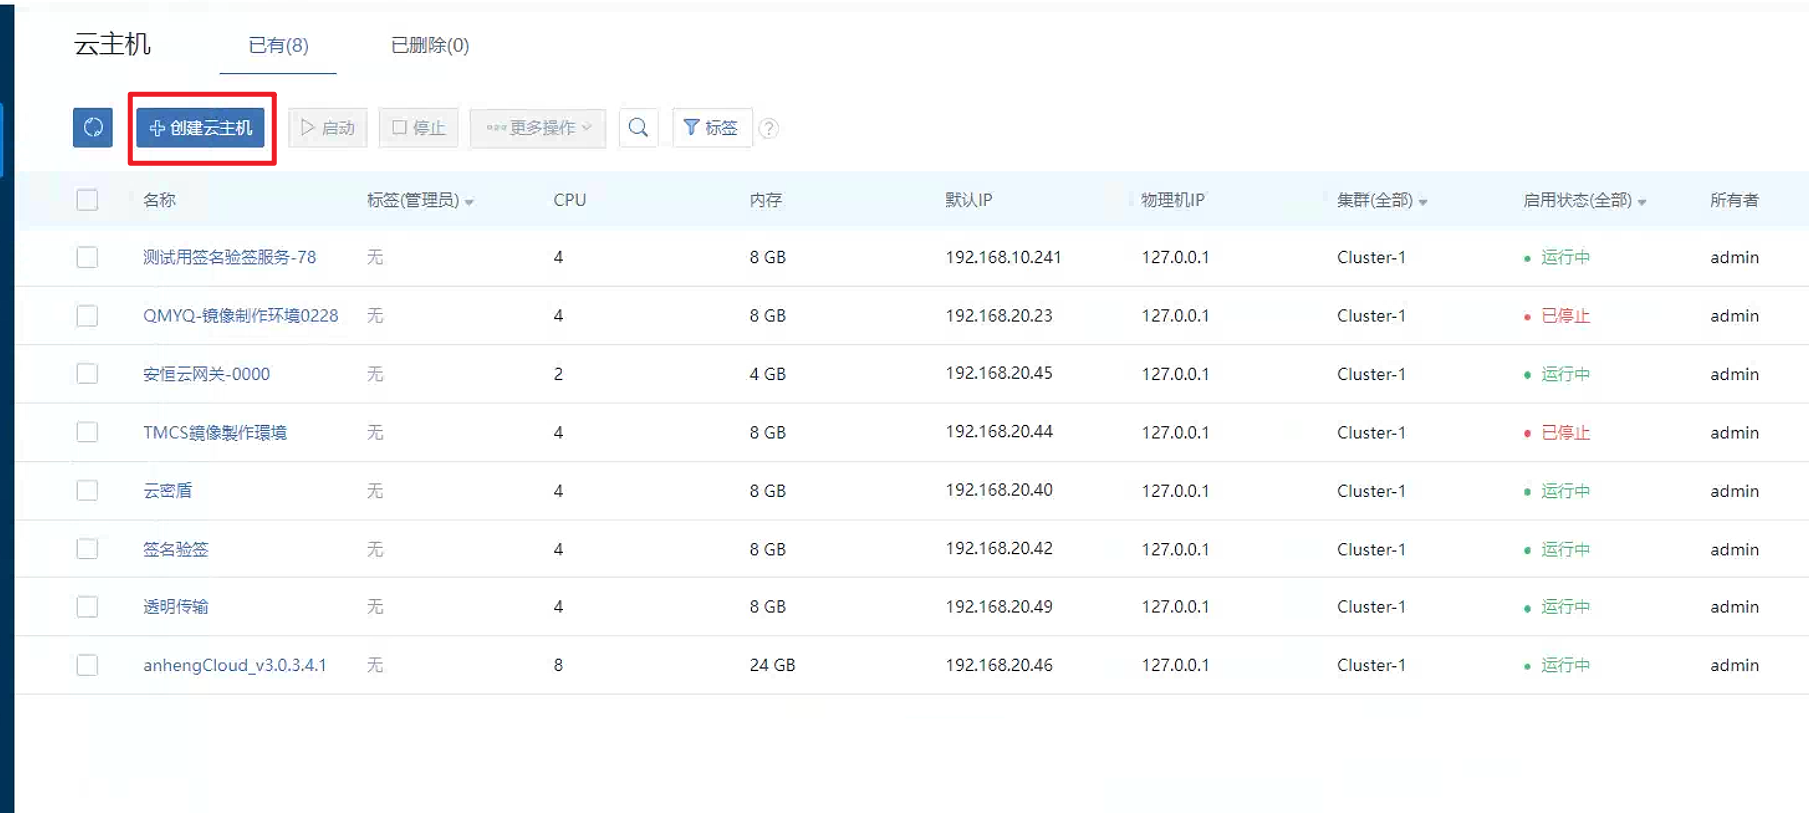 云主机 已有(8) 已删除(0)
创建云主机 启动 停止 更多操作 标签 ?
名称 标签(管理员) CPU 内存 默认IP 物理机IP 集群(全部) 启用状态(全部) 所有者
测试用签名验签服务-78 无 4 8 GB 192.168.10.241 127.0.0.1 Cluster-1 运行中 admin
QMYQ-镜像制作环境0228 无 4 8 GB 192.168.20.23 127.0.0.1 Cluster-1 已停止 admin
安恒云网关-0000 无 2 4 GB 192.168.20.45 127.0.0.1 Cluster-1 运行中 admin
TMCS鏡像製作環境 无 4 8 GB 192.168.20.44 127.0.0.1 Cluster-1 已停止 admin
云密盾 无 4 8 GB 192.168.20.40 127.0.0.1 Cluster-1 运行中 admin
签名验签 无 4 8 GB 192.168.20.42 127.0.0.1 Cluster-1 运行中 admin
透明传输 无 4 8 GB 192.168.20.49 127.0.0.1 Cluster-1 运行中 admin
anhengCloud_v3.0.3.4.1 无 8 24 GB 192.168.20.46 127.0.0.1 Cluster-1 运行中 admin